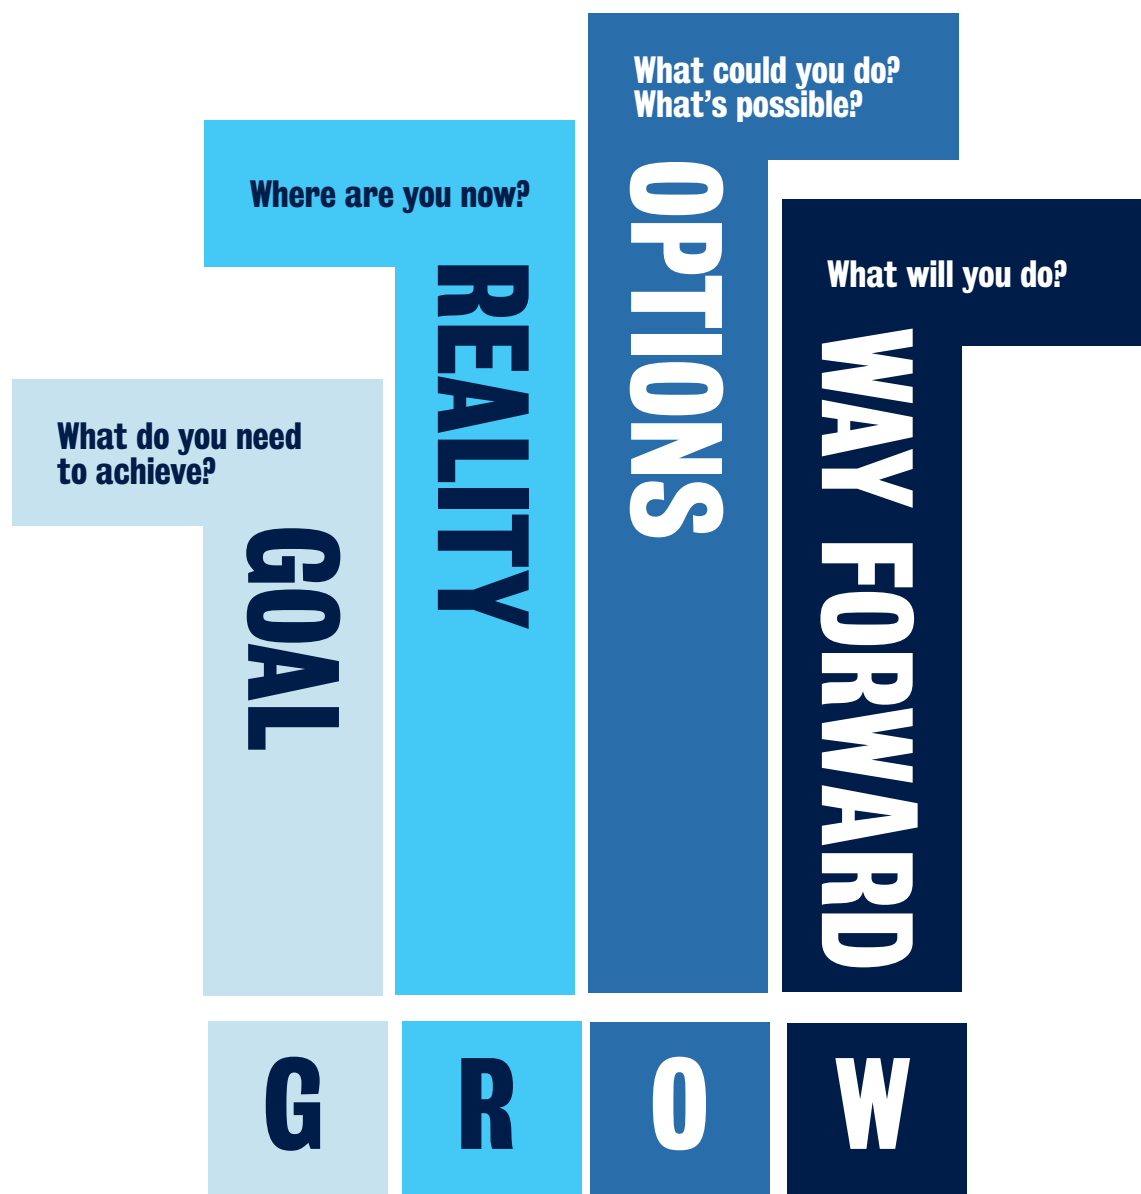 What do you need
to achieve?
GOAL
Where are you now?
REALITY
What could you do?
What’s possible?
OPTIONS
What will you do?
WAY FORWARD
G
R
O
W